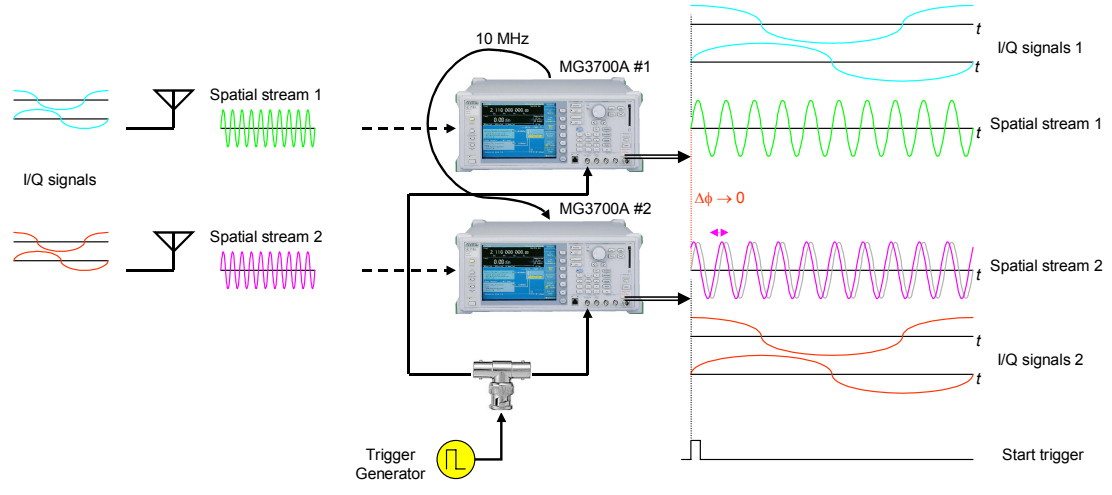 10 MHz
MG3700A #1
t
I/Q signals 1
t
Spatial stream 1
Spatial stream 1
t
I/Q signals
Δϕ → 0
MG3700A #2
Spatial stream 2
t
Spatial stream 2
t
I/Q signals 2
t
Trigger
Generator
Start trigger